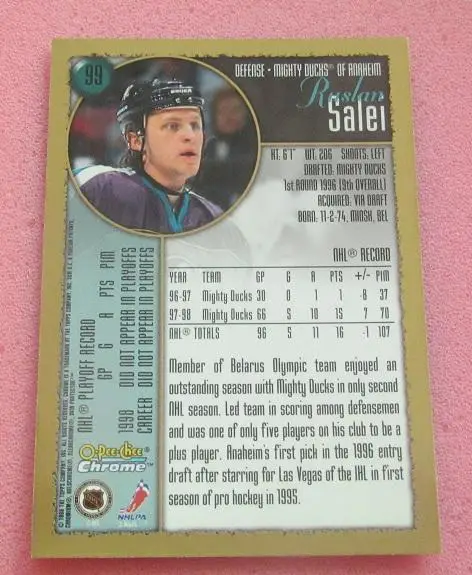 99
DEFENSE • MIGHTY DUCKS® OF ANAHEIM
Ruslan
Salei
HT: 6'1" WT: 206 SHOOTS: LEFT
DRAFTED: MIGHTY DUCKS
1st ROUND 1996 (9th OVERALL)
ACQUIRED: VIA DRAFT
BORN: 11-2-74, MINSK, BEL
NHL® RECORD
YEAR TEAM GP G A PTS +/- PIM
96-97 Mighty Ducks 30 0 1 1 -8 37
97-98 Mighty Ducks 66 5 10 15 7 70
NHL® TOTALS 96 5 11 16 -1 107
Member of Belarus Olympic team enjoyed an
outstanding season with Mighty Ducks in only second
NHL season. Led team in scoring among defensemen
and was one of only five players on his club to be a
plus player. Anaheim's first pick in the 1996 entry
draft after starring for Las Vegas of the IHL in first
season of pro hockey in 1995.
NHL® PLAYOFF RECORD
GP G A PTS PIM
1998 DID NOT APPEAR IN PLAYOFFS
CAREER DID NOT APPEAR IN PLAYOFFS
O-Pee-Chee
Chrome™
NHLPA